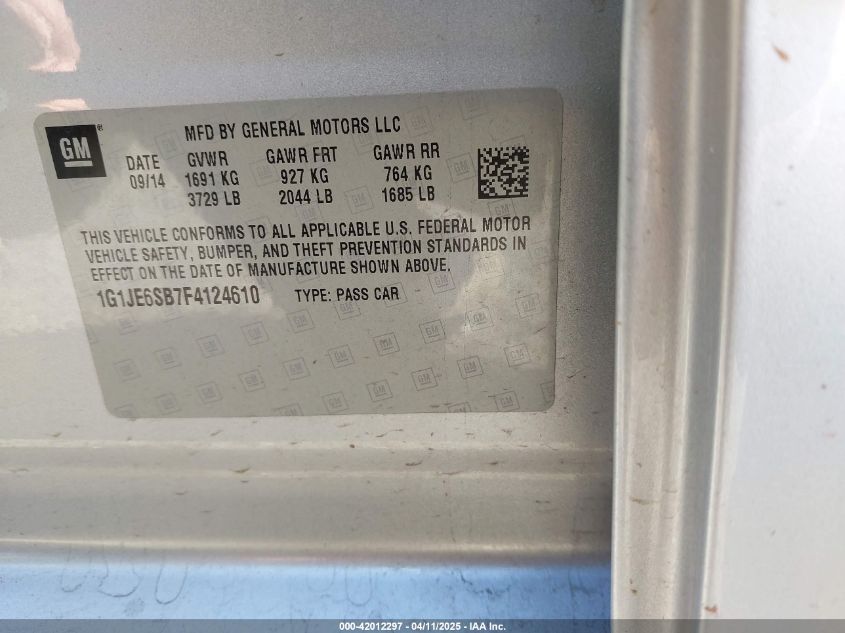 GM®
MFD BY GENERAL MOTORS LLC
DATE GVWR GAWR FRT GAWR RR
09/14 1691 KG 927 KG 764 KG
3729 LB 2044 LB 1685 LB
THIS VEHICLE CONFORMS TO ALL APPLICABLE U.S. FEDERAL MOTOR
VEHICLE SAFETY, BUMPER, AND THEFT PREVENTION STANDARDS IN
EFFECT ON THE DATE OF MANUFACTURE SHOWN ABOVE.
1G1JE6SB7F4124610 TYPE: PASS CAR
000-42012297 - 04/11/2025 - IAA Inc.